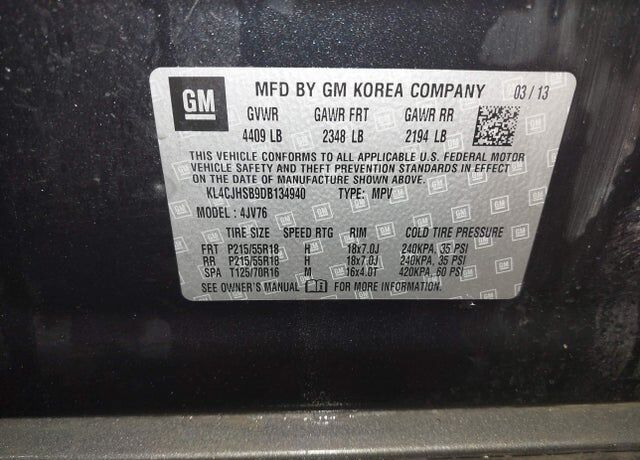 GM MFD BY GM KOREA COMPANY 03 / 13
GVWR GAWR FRT GAWR RR
4409 LB 2348 LB 2194 LB
THIS VEHICLE CONFORMS TO ALL APPLICABLE U.S. FEDERAL MOTOR
VEHICLE SAFETY AND THEFT PREVENTION STANDARDS IN EFFECT
ON THE DATE OF MANUFACTURE SHOWN ABOVE.
KL4CJHSB9DB134940 TYPE: MPV
MODEL : 4JV76
TIRE SIZE SPEED RTG RIM COLD TIRE PRESSURE
FRT P215/55R18 H 18x7.0J 240KPA, 35 PSI
RR P215/55R18 H 18x7.0J 240KPA, 35 PSI
SPA T125/70R16 M 16x4.0T 420KPA, 60 PSI
SEE OWNER'S MANUAL FOR MORE INFORMATION.